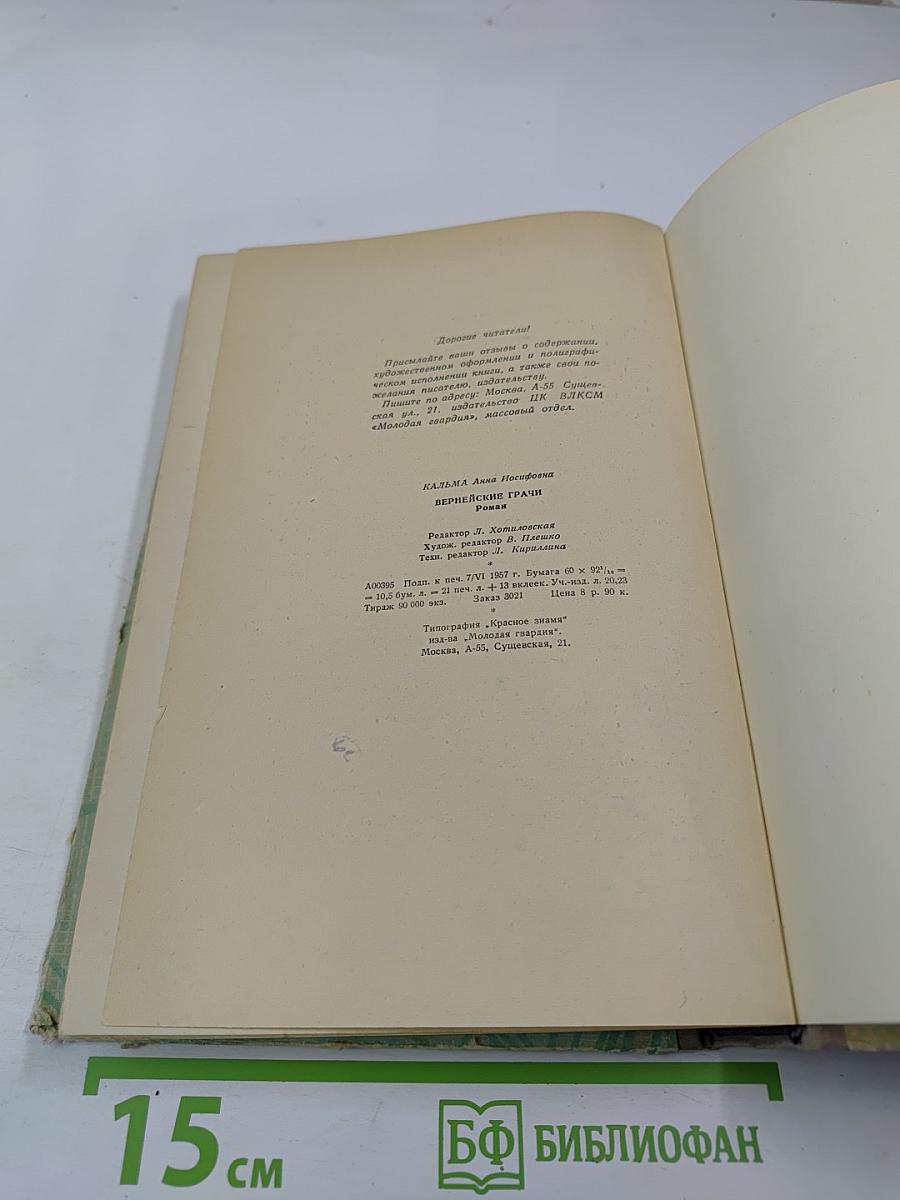 Дорогие читатели!
Присылайте ваши отзывы о содержании,
художественном оформлении и полиграфи-
ческом исполнении книги, а также свои по-
желания писателю, издательству.
Пишите по адресу: Москва, А-55 Сущев-
ская ул., 21, издательство ЦК ВЛКСМ
«Молодая гвардия», массовый отдел.
КАЛЬМА Анна Иосифовна
ВЕРНЕЙСКИЕ ГРАЧИ
Роман
Редактор Л. Хотиловская
Худож. редактор В. Плешко
Техн. редактор Л. Кириллина
*
А00395 Подп. к печ. 7/VI 1957 г. Бумага 60 × 92¹/₁₆ =
= 10,5 бум. л. = 21 печ. л. + 13 вклеек. Уч.-изд. л. 20,23
Тираж 90 000 экз. Заказ 3021 Цена 8 р. 90 к.
*
Типография „Красное знамя“
изд-ва „Молодая гвардия“.
Москва, А-55, Сущевская, 21.
15 см
БФ БИБЛИОФАН